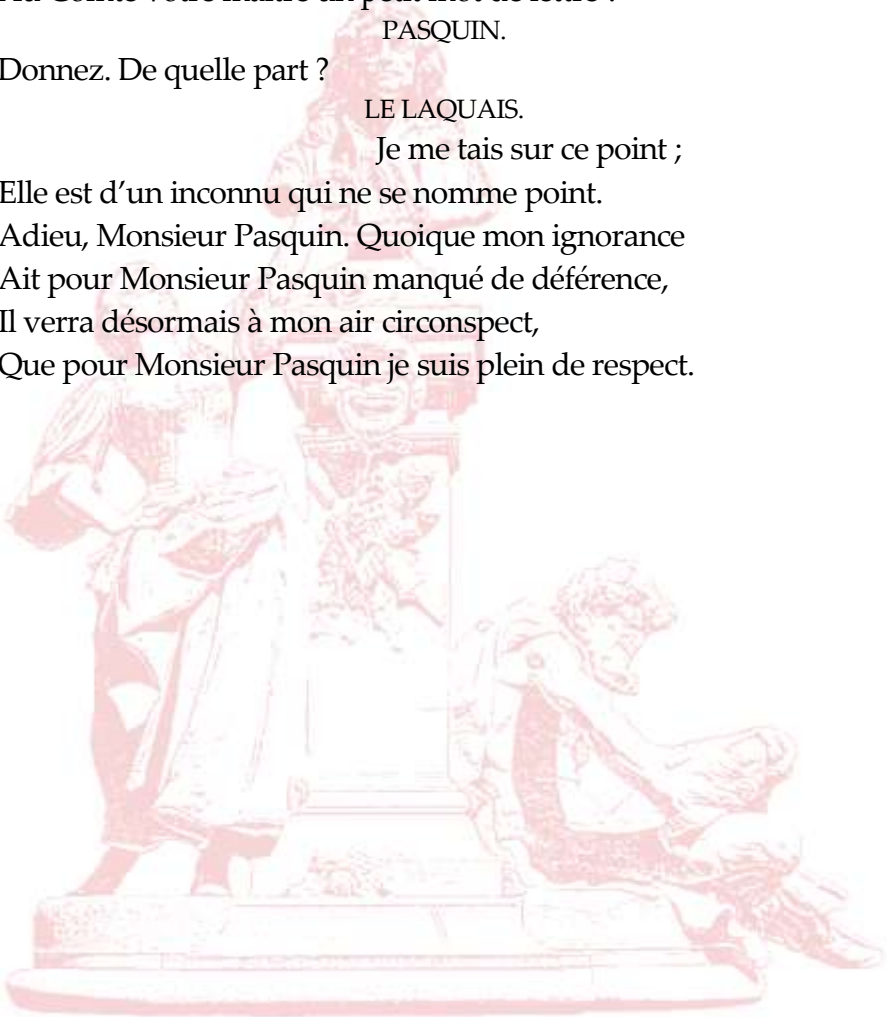 PASQUIN.
Donnez. De quelle part ?
LE LAQUAIS.
Je me tais sur ce point ;
Elle est d’un inconnu qui ne se nomme point.
Adieu, Monsieur Pasquin. Quoique mon ignorance
Ait pour Monsieur Pasquin manqué de déférence,
Il verra désormais à mon air circonspect,
Que pour Monsieur Pasquin je suis plein de respect.